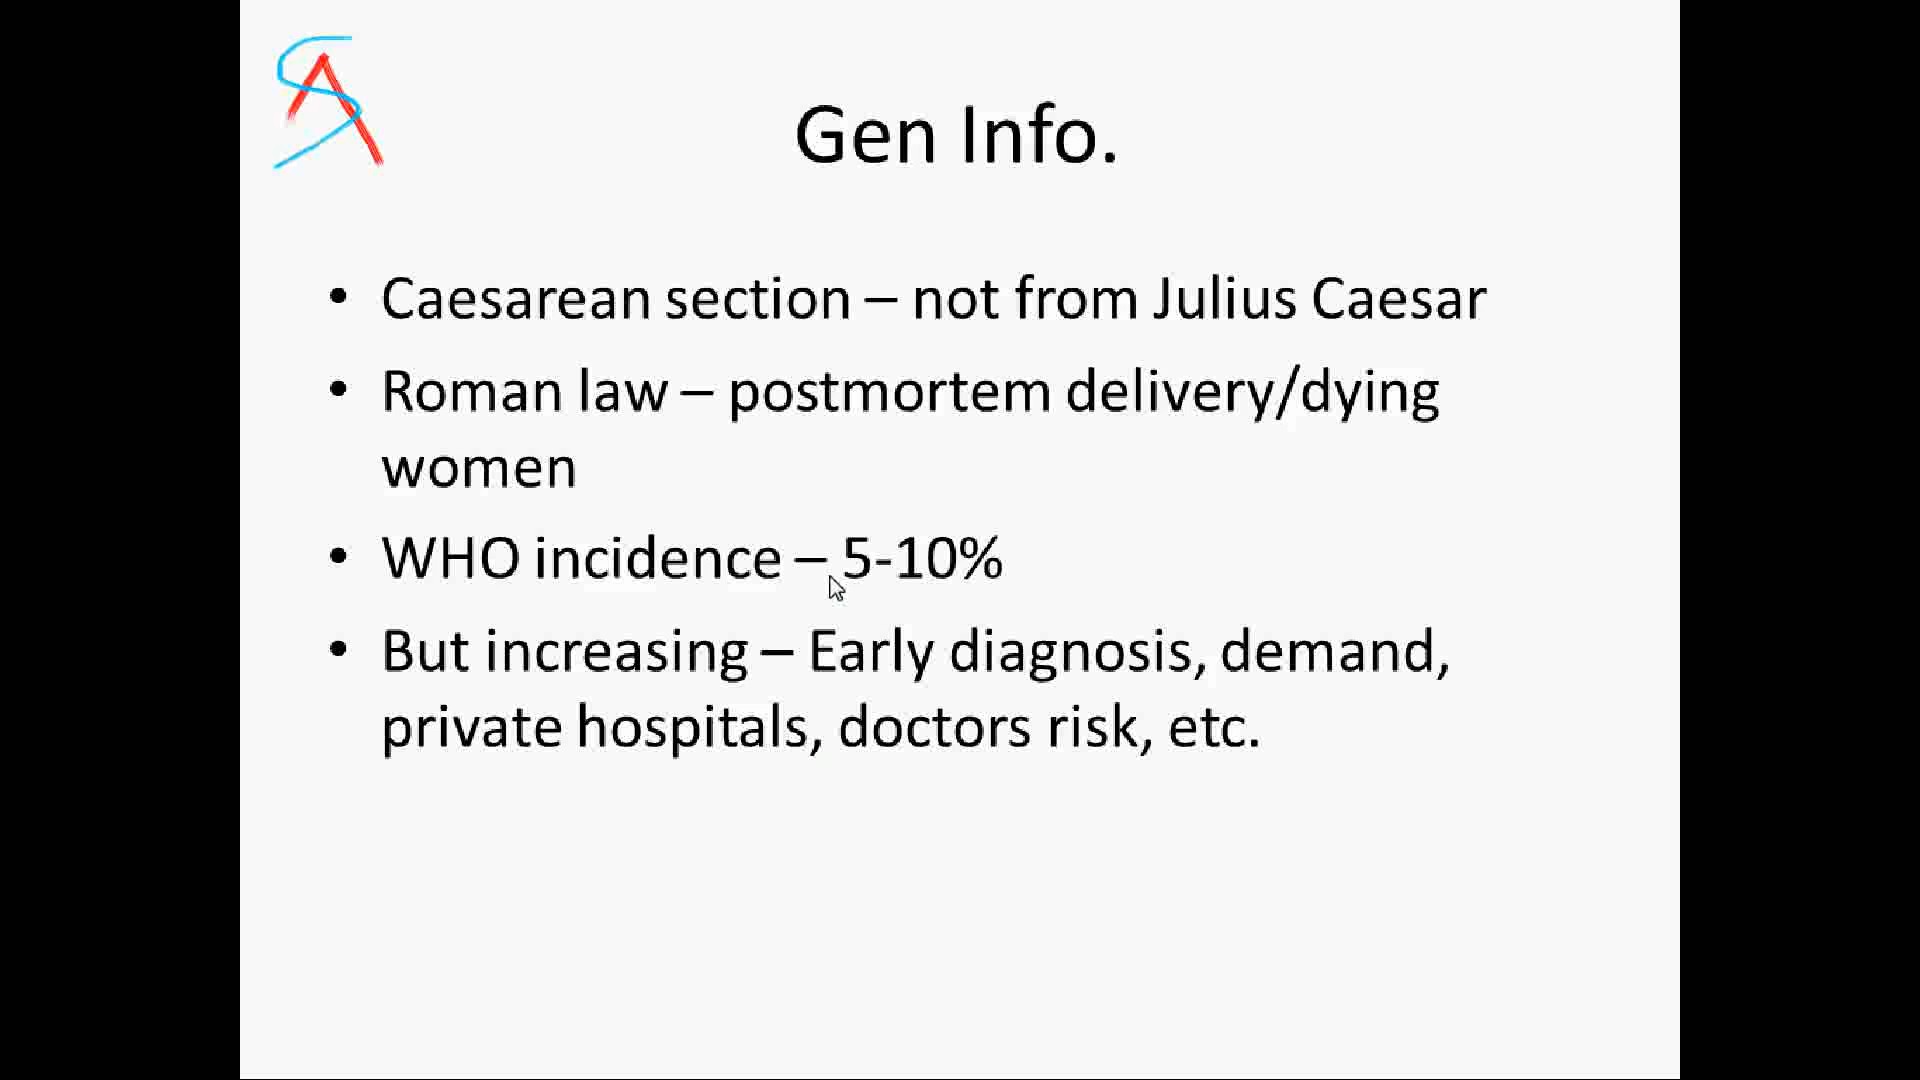 SA
Gen Info.
• Caesarean section – not from Julius Caesar
• Roman law – postmortem delivery/dying
women
• WHO incidence – 5-10%
• But increasing – Early diagnosis, demand,
private hospitals, doctors risk, etc.